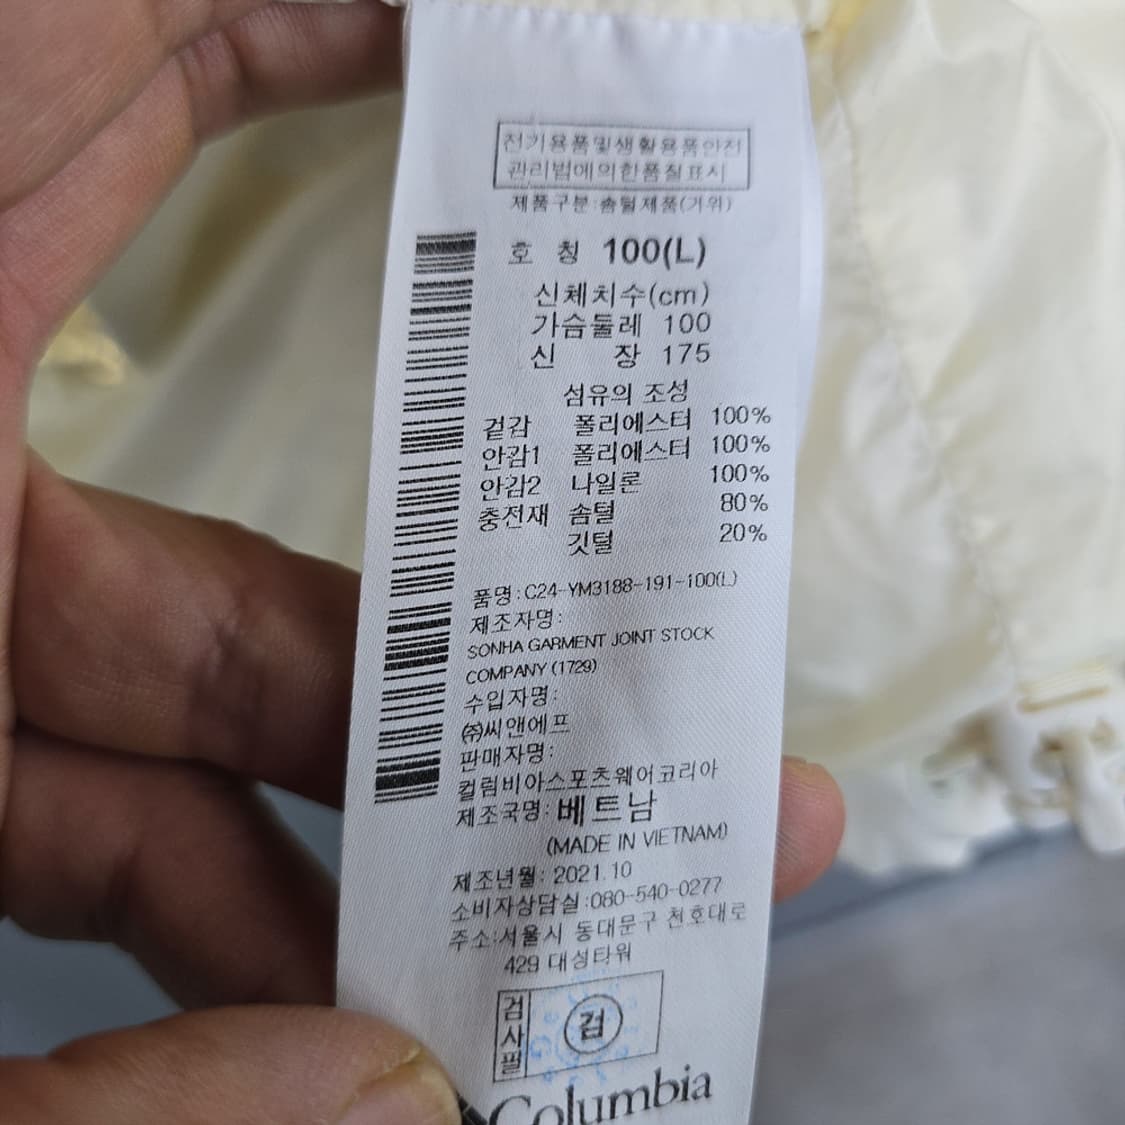 전기용품및생활용품안전
관리법에의한품질표시
제품구분:솜털제품(거위)
호 칭 100(L)
신체치수(cm)
가슴둘레 100
신 장 175
섬유의 조성
겉감 폴리에스터 100%
안감1 폴리에스터 100%
안감2 나일론 100%
충전재 솜털 80%
깃털 20%
품명:C24-YM3188-191-100(L)
제조자명:
SONHA GARMENT JOINT STOCK
COMPANY (1729)
수입자명:
㈜씨앤에프
판매자명:
컬럼비아스포츠웨어코리아
제조국명:베트남
(MADE IN VIETNAM)
제조년월: 2021.10
소비자상담실:080-540-0277
주소:서울시 동대문구 천호대로
429 대성타워
검사필
검
Columbia